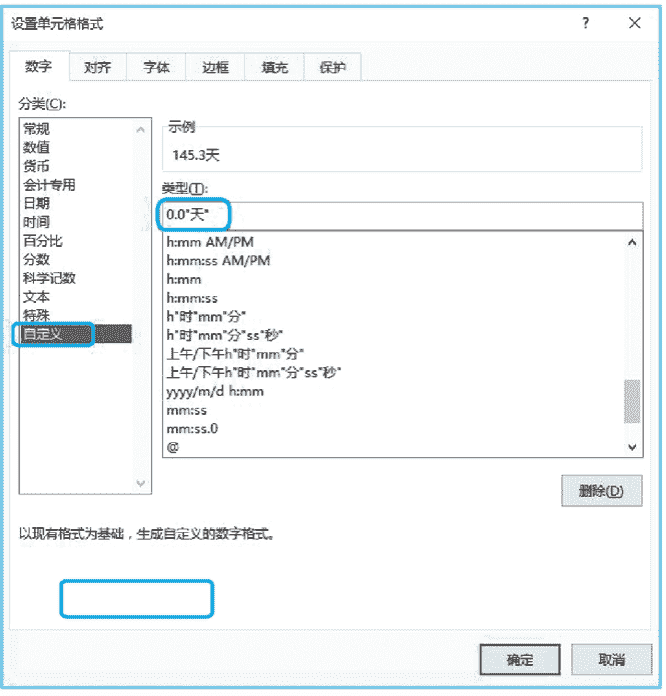 设置单元格格式
?
数字 对齐 字体 边框 填充 保护
分类(C):
常规
数值
货币
会计专用
日期
时间
百分比
分数
科学记数
文本
特殊
自定义
示例
145.3天
类型(T):
0.0"天"
h:mm AM/PM
h:mm:ss AM/PM
h:mm
h:mm:ss
h"时"mm"分"
h"时"mm"分"ss"秒"
上午/下午h"时"mm"分"
上午/下午h"时"mm"分"ss"秒"
yyyy/m/d h:mm
mm:ss
mm:ss.0
@
删除(D)
以现有格式为基础，生成自定义的数字格式。
确定 取消